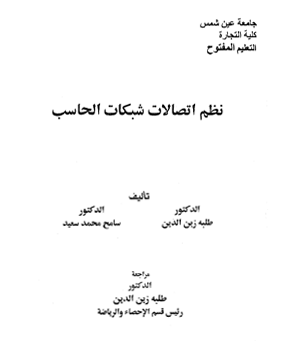 جامعة عين شمس
كلية التجارة
التعليم المفتوح
نظم اتصالات شبكات الحاسب
تأليف
الدكتور
طلبه زين الدين
الدكتور
سامح محمد سعيد
مراجعة
الدكتور
طلبه زين الدين
رئيس قسم الإحصاء والرياضة